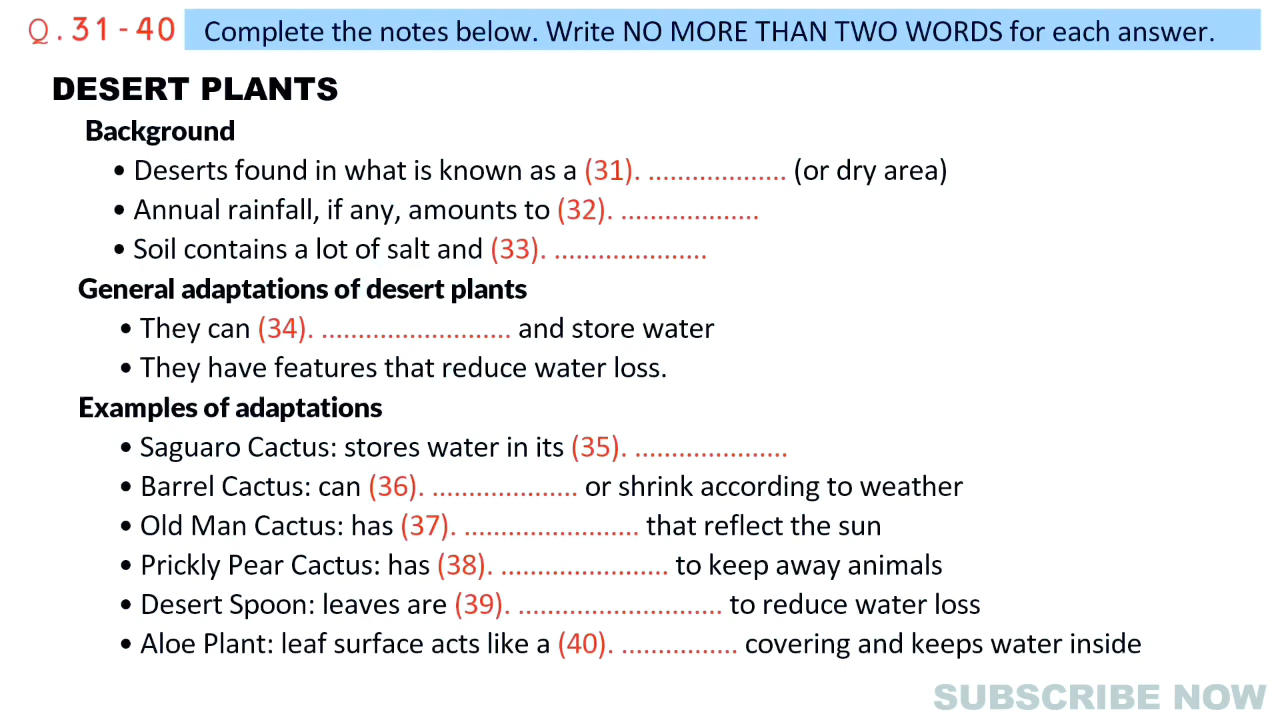 Q.31-40 Complete the notes below. Write NO MORE THAN TWO WORDS for each answer.
DESERT PLANTS
Background
• Deserts found in what is known as a (31). ................... (or dry area)
• Annual rainfall, if any, amounts to (32). ...................
• Soil contains a lot of salt and (33). .....................
General adaptations of desert plants
• They can (34). .......................... and store water
• They have features that reduce water loss.
Examples of adaptations
• Saguaro Cactus: stores water in its (35). .....................
• Barrel Cactus: can (36). .................... or shrink according to weather
• Old Man Cactus: has (37). ........................ that reflect the sun
• Prickly Pear Cactus: has (38). ....................... to keep away animals
• Desert Spoon: leaves are (39). ............................ to reduce water loss
• Aloe Plant: leaf surface acts like a (40). ................ covering and keeps water inside
SUBSCRIBE NOW